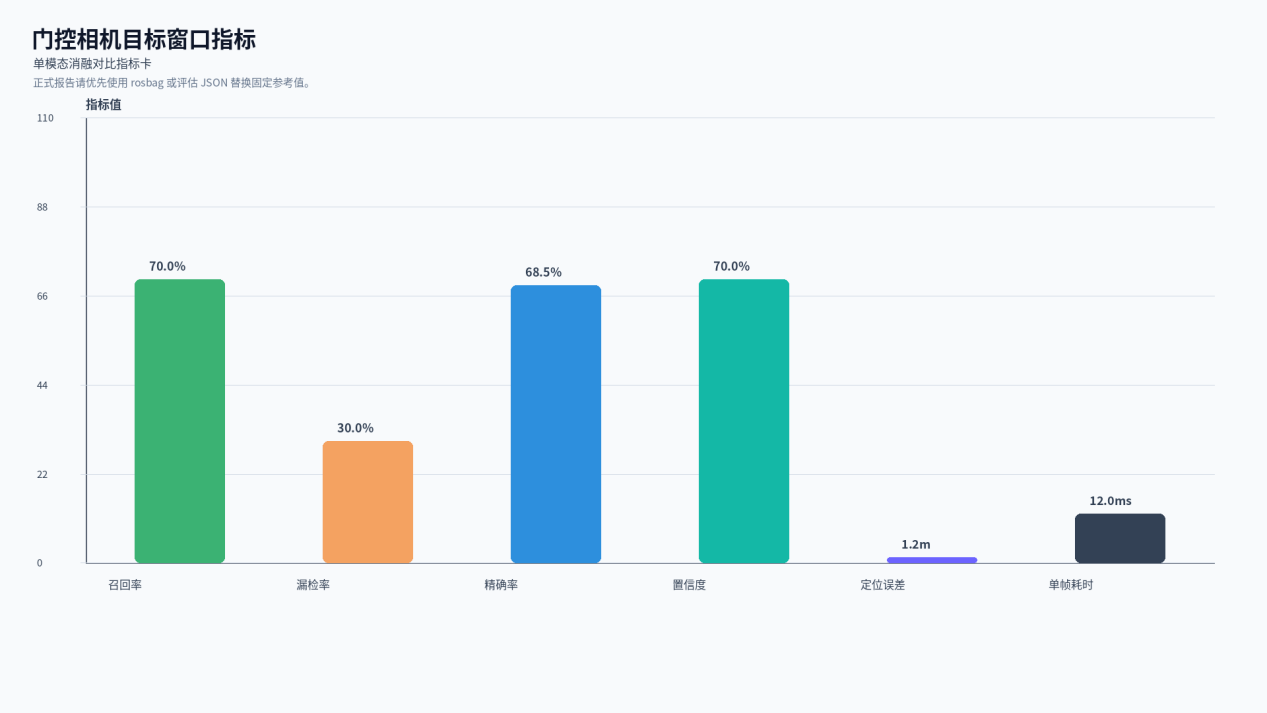 门控相机目标窗口指标
单模态消融对比指标卡
正式报告请优先使用 rosbag 或评估 JSON 替换固定参考值。
指标值
110
88
66
44
22
0
70.0%
30.0%
68.5%
70.0%
1.2m
12.0ms
召回率
漏检率
精确率
置信度
定位误差
单帧耗时